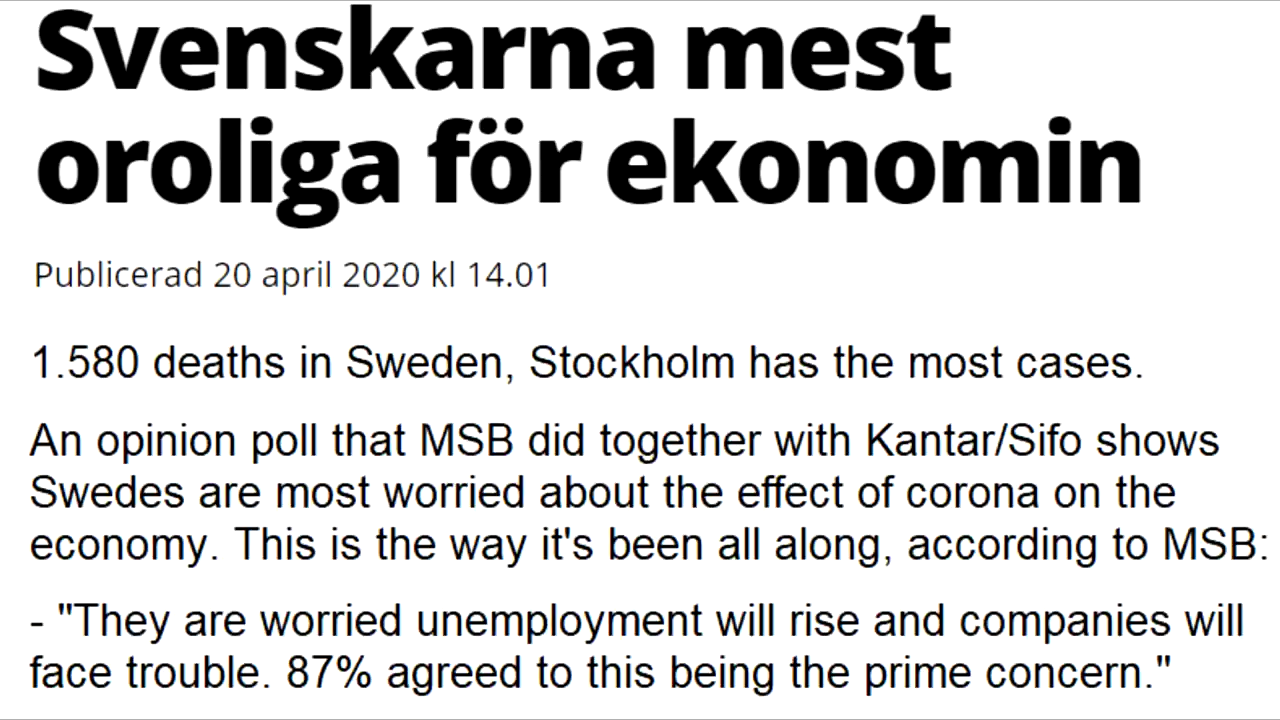 Svenskarna mest
oroliga för ekonomin
Publicerad 20 april 2020 kl 14.01
1.580 deaths in Sweden, Stockholm has the most cases.
An opinion poll that MSB did together with Kantar/Sifo shows
Swedes are most worried about the effect of corona on the
economy. This is the way it's been all along, according to MSB:
- "They are worried unemployment will rise and companies will
face trouble. 87% agreed to this being the prime concern."